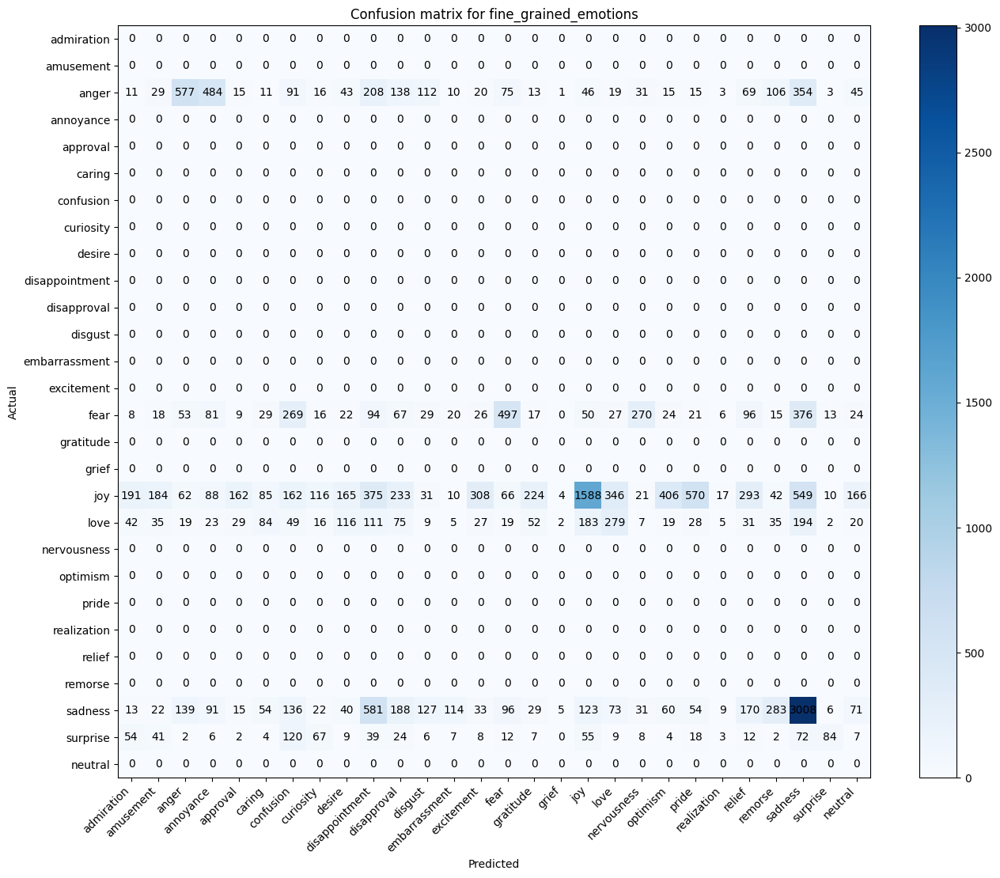 Confusion matrix for fine_grained_emotions
admiration 0 0 0 0 0 0 0 0 0 0 0 0 0 0 0 0 0 0 0 0 0 0 0 0 0 0 0 0
amusement 0 0 0 0 0 0 0 0 0 0 0 0 0 0 0 0 0 0 0 0 0 0 0 0 0 0 0 0
anger 11 29 577 484 15 11 91 16 43 208 138 112 10 20 75 13 1 46 19 31 15 15 3 69 106 354 3 45
annoyance 0 0 0 0 0 0 0 0 0 0 0 0 0 0 0 0 0 0 0 0 0 0 0 0 0 0 0 0
approval 0 0 0 0 0 0 0 0 0 0 0 0 0 0 0 0 0 0 0 0 0 0 0 0 0 0 0 0
caring 0 0 0 0 0 0 0 0 0 0 0 0 0 0 0 0 0 0 0 0 0 0 0 0 0 0 0 0
confusion 0 0 0 0 0 0 0 0 0 0 0 0 0 0 0 0 0 0 0 0 0 0 0 0 0 0 0 0
curiosity 0 0 0 0 0 0 0 0 0 0 0 0 0 0 0 0 0 0 0 0 0 0 0 0 0 0 0 0
desire 0 0 0 0 0 0 0 0 0 0 0 0 0 0 0 0 0 0 0 0 0 0 0 0 0 0 0 0
disappointment 0 0 0 0 0 0 0 0 0 0 0 0 0 0 0 0 0 0 0 0 0 0 0 0 0 0 0 0
disapproval 0 0 0 0 0 0 0 0 0 0 0 0 0 0 0 0 0 0 0 0 0 0 0 0 0 0 0 0
disgust 0 0 0 0 0 0 0 0 0 0 0 0 0 0 0 0 0 0 0 0 0 0 0 0 0 0 0 0
embarrassment 0 0 0 0 0 0 0 0 0 0 0 0 0 0 0 0 0 0 0 0 0 0 0 0 0 0 0 0
excitement 0 0 0 0 0 0 0 0 0 0 0 0 0 0 0 0 0 0 0 0 0 0 0 0 0 0 0 0
fear 8 18 53 81 9 29 269 16 22 94 67 29 20 26 497 17 0 50 27 270 24 21 6 96 15 376 13 24
gratitude 0 0 0 0 0 0 0 0 0 0 0 0 0 0 0 0 0 0 0 0 0 0 0 0 0 0 0 0
grief 0 0 0 0 0 0 0 0 0 0 0 0 0 0 0 0 0 0 0 0 0 0 0 0 0 0 0 0
joy 191 184 62 88 162 85 162 116 165 375 233 31 10 308 66 224 4 1588 346 21 406 570 17 293 42 549 10 166
love 42 35 19 23 29 84 49 16 116 111 75 9 5 27 19 52 2 183 279 7 19 28 5 31 35 194 2 20
nervousness 0 0 0 0 0 0 0 0 0 0 0 0 0 0 0 0 0 0 0 0 0 0 0 0 0 0 0 0
optimism 0 0 0 0 0 0 0 0 0 0 0 0 0 0 0 0 0 0 0 0 0 0 0 0 0 0 0 0
pride 0 0 0 0 0 0 0 0 0 0 0 0 0 0 0 0 0 0 0 0 0 0 0 0 0 0 0 0
realization 0 0 0 0 0 0 0 0 0 0 0 0 0 0 0 0 0 0 0 0 0 0 0 0 0 0 0 0
relief 0 0 0 0 0 0 0 0 0 0 0 0 0 0 0 0 0 0 0 0 0 0 0 0 0 0 0 0
remorse 0 0 0 0 0 0 0 0 0 0 0 0 0 0 0 0 0 0 0 0 0 0 0 0 0 0 0 0
sadness 13 22 139 91 15 54 136 22 40 581 188 127 114 33 96 29 5 123 73 31 60 54 9 170 283 3008 6 71
surprise 54 41 2 6 2 4 120 67 9 39 24 6 7 8 12 7 0 55 9 8 4 18 3 12 2 72 84 7
neutral 0 0 0 0 0 0 0 0 0 0 0 0 0 0 0 0 0 0 0 0 0 0 0 0 0 0 0 0
Actual
admiration amusement anger annoyance approval caring confusion curiosity desire disappointment disapproval disgust embarrassment excitement fear gratitude grief joy love nervousness optimism pride realization relief remorse sadness surprise neutral
Predicted
3000
2500
2000
1500
1000
500
0